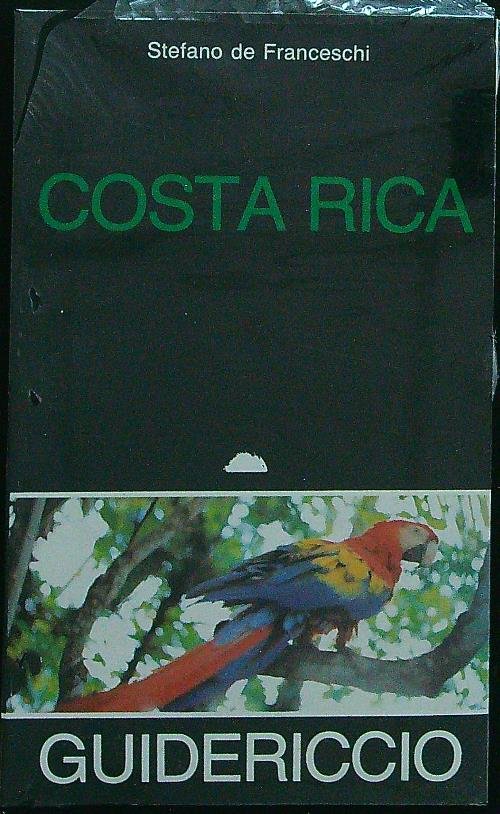 Stefano de Franceschi
COSTA RICA
GUIDERICCIO